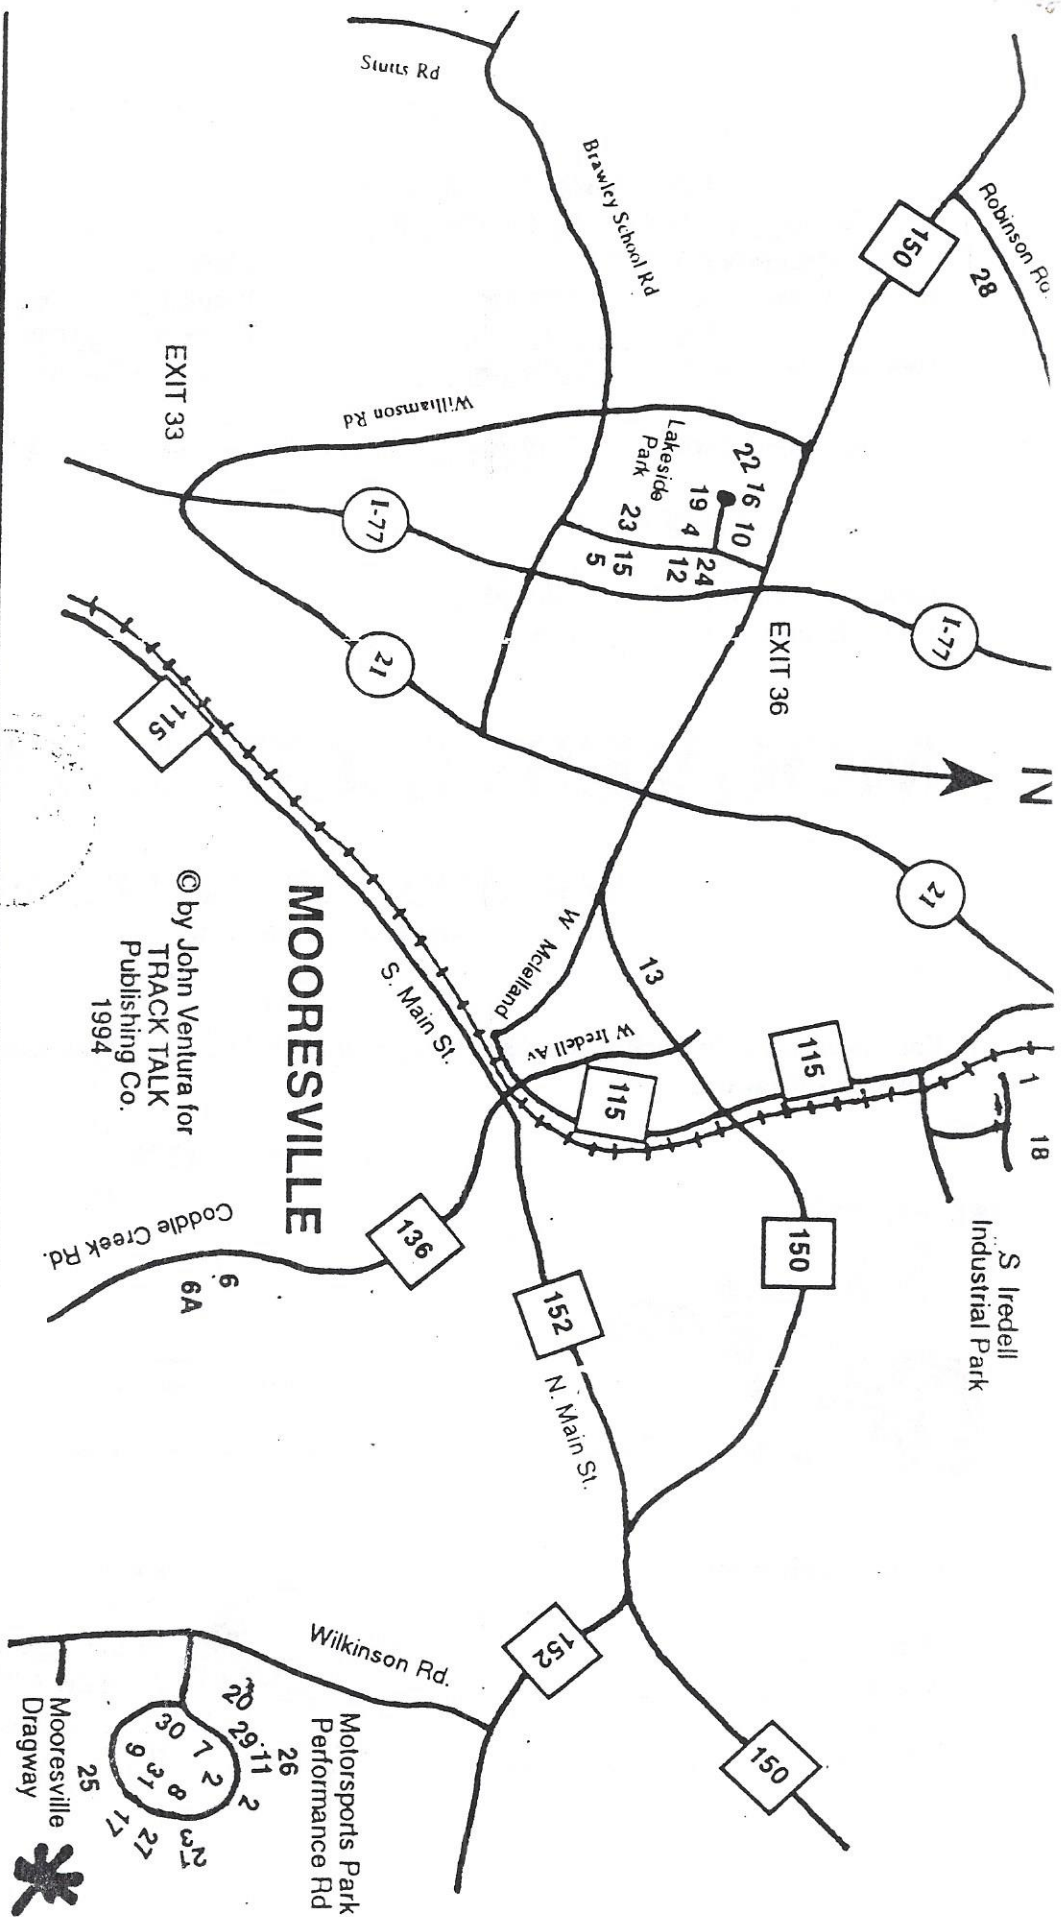 N
Robinson Rd.
28
150
Stutts Rd
Brawley School Rd
EXIT 33
Williamson Rd
Lakeside
Park
22
16
19
10
4
23
24
12
15
5
I-77
I-77
EXIT 36
21
21
115
W Mclelland
13
W Iredell Av
115
115
1
18
S Iredell
Industrial Park
S. Main St.
MOORESVILLE
© by John Ventura for
TRACK TALK
Publishing Co.
1994
136
Coddle Creek Rd.
6
6A
150
152
N. Main St.
152
150
Wilkinson Rd.
Motorsports Park
Performance Rd
26
20
29
11
30
7
2
2
9
31
8
17
27
25
Mooresville
Dragway